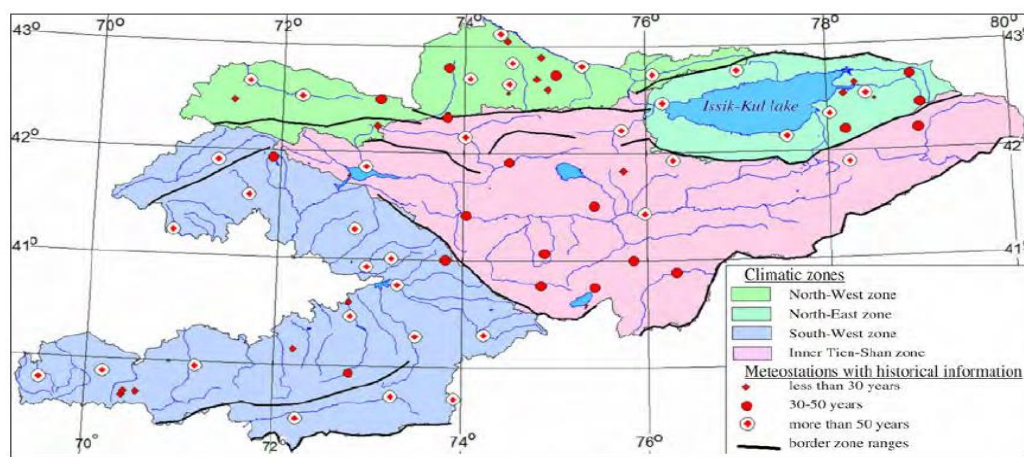 70° 72° 74° 76° 78° 80°
43° 43°
42° 42°
41° 41°
Issik-Kul lake
Climatic zones
North-West zone
North-East zone
South-West zone
Inner Tien-Shan zone
Meteostations with historical information
less than 30 years
30-50 years
more than 50 years
border zone ranges
70° 72° 74° 76° 78° 80°